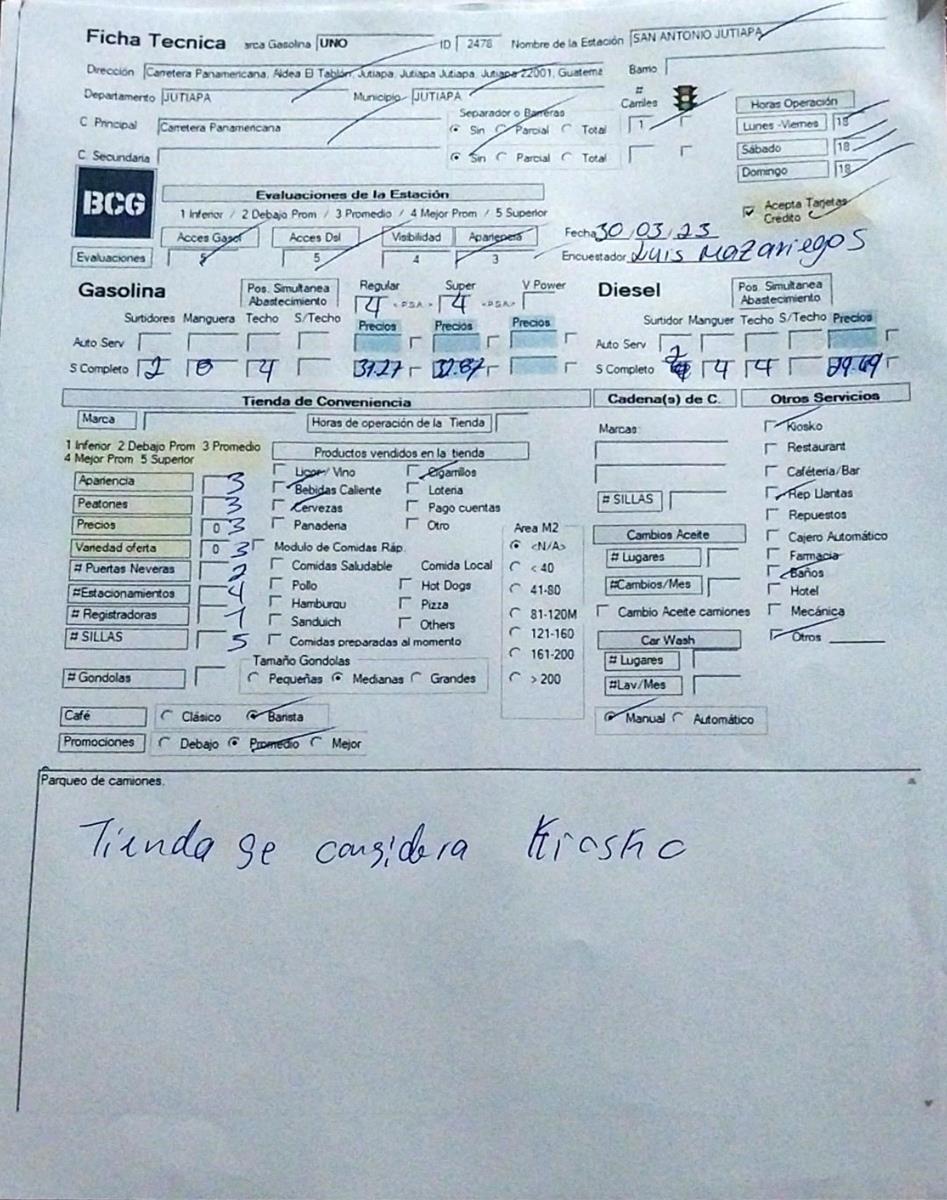 Ficha Tecnica arca Gasolina UNO ID 2478 Nombre de la Estación SAN ANTONIO JUTIAPA
Dirección Carretera Panamericana, Aldea El Tablón, Jutiapa, Jutiapa Jutiapa, Jutiapa 22001, Guatema Barrio
Departamento JUTIAPA Municipio JUTIAPA # Carriles Horas Operación
C Principal Carretera Panamericana Separador o Barreras Sin Parcial Total 1 Lunes -Viernes 18
C Secundaria Sin Parcial Total Sábado 18
Domingo 18
BCG
Evaluaciones de la Estación
1 Inferior / 2 Debajo Prom / 3 Promedio / 4 Mejor Prom / 5 Superior Acepta Tarjetas Crédito
Acces Gasol Acces Dsl Visibilidad Apariencia Fecha 30/03/23
Evaluaciones 5 5 4 3 Encuestador Luis Mazariegos
Gasolina Pos. Simultanea Abastecimiento Regular 4 <P.S.A.> Super 4 <P.S.A> V Power Diesel Pos. Simultanea Abastecimiento
Surtidores Manguera Techo S/Techo Precios Precios Precios Surtidor Manguer Techo S/Techo Precios
Auto Serv Auto Serv
S Completo 2 8 4 31.27 32.87 S Completo 2 4 4 29.69
Tienda de Conveniencia Cadena(s) de C. Otros Servicios
Marca Horas de operación de la Tienda Marcas: Kiosko
1 Inferior 2 Debajo Prom 3 Promedio Productos vendidos en la tienda Restaurant
4 Mejor Prom 5 Superior Licor/ Vino Cigarrillos Cafétería/Bar
Apariencia 3 Bebidas Caliente Loteria # SILLAS Rep Llantas
Peatones 3 Cervezas Pago cuentas Repuestos
Precios 0 3 Panaderia Otro Area M2 Cambios Aceite Cajero Automático
Variedad oferta 0 3 Modulo de Comidas Ráp. <N/A> # Lugares Farmacia
# Puertas Neveras 2 Comidas Saludable Comida Local < 40 Baños
#Estacionamientos 4 Pollo Hot Dogs 41-80 #Cambios/Mes Hotel
# Registradoras 1 Hamburgu Pizza 81-120M Cambio Aceite camiones Mecánica
# SILLAS 5 Sanduich Others 121-160 Car Wash Otros
Comidas preparadas al momento 161-200 # Lugares
Tamaño Gondolas
# Gondolas Pequeñas Medianas Grandes > 200 #Lav/Mes
Café Clásico Barista Manual Automático
Promociones Debajo Promedio Mejor
Parqueo de camiones.
Tienda se considera Kiosko